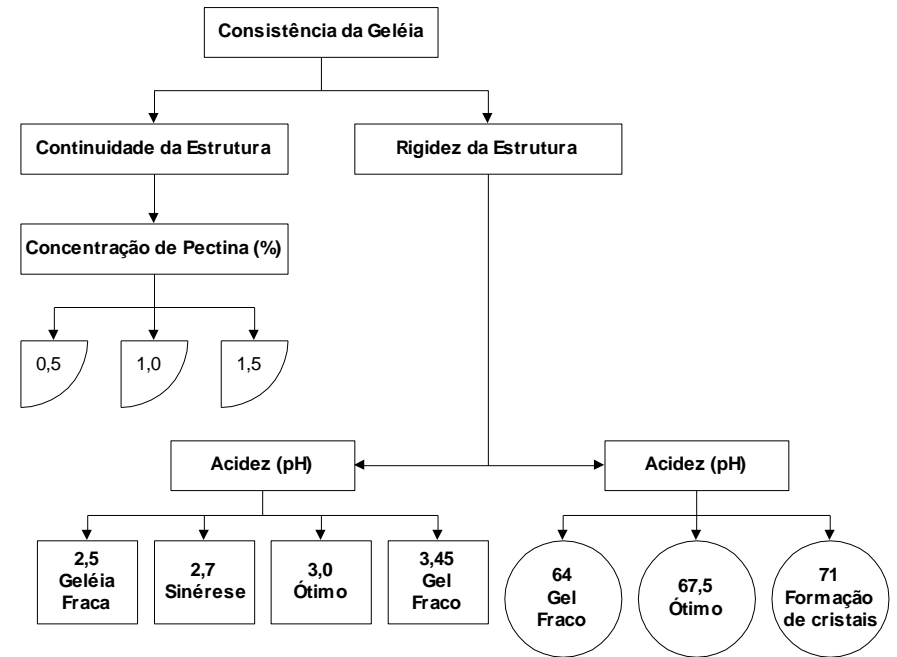 Consistência da Geléia
Continuidade da Estrutura
Rigidez da Estrutura
Concentração de Pectina (%)
0,5
1,0
1,5
Acidez (pH)
Acidez (pH)
2,5
Geléia
Fraca
2,7
Sinérese
3,0
Ótimo
3,45
Gel
Fraco
64
Gel
Fraco
67,5
Ótimo
71
Formação
de cristais